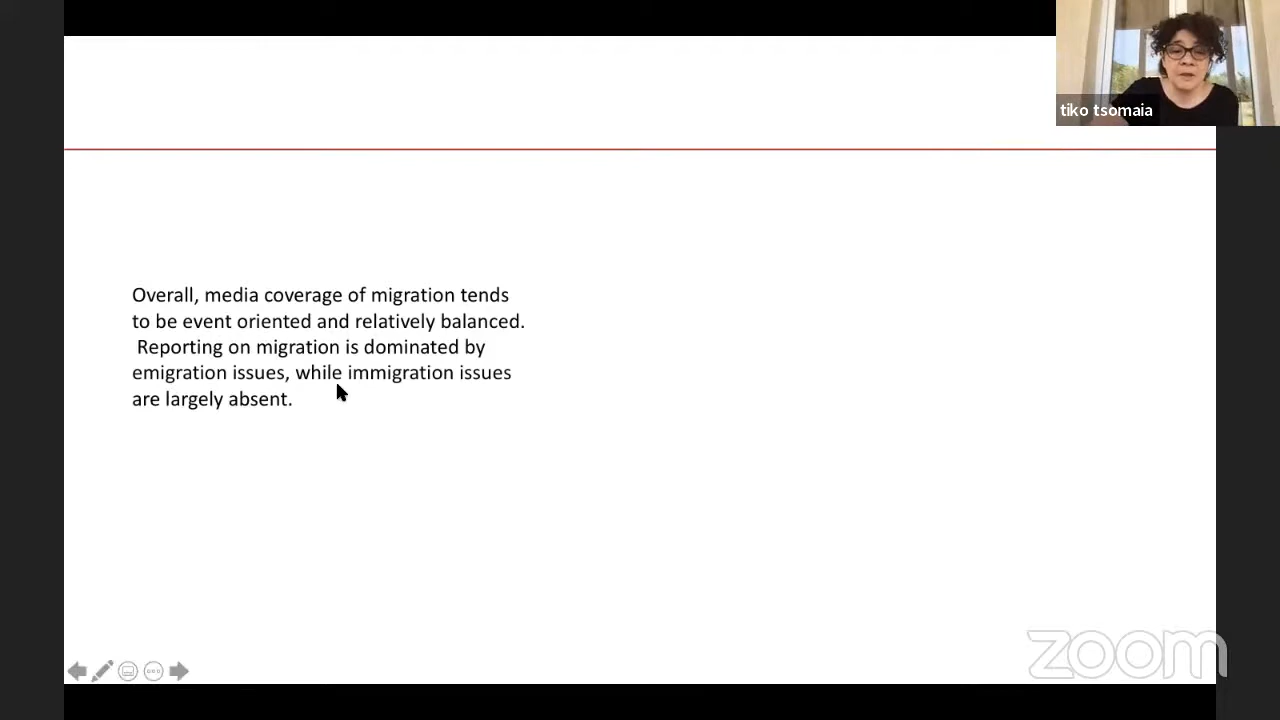 tiko tsomaia
Overall, media coverage of migration tends
to be event oriented and relatively balanced.
Reporting on migration is dominated by
emigration issues, while immigration issues
are largely absent.
zoom